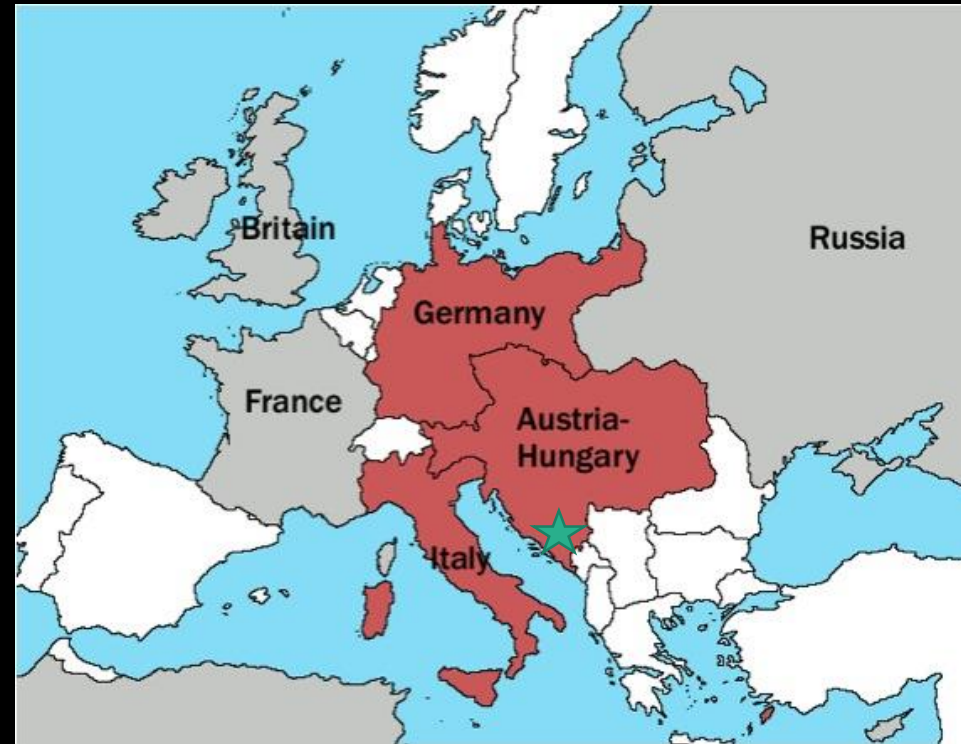 Britain
Russia
Germany
France
Austria-
Hungary
Italy